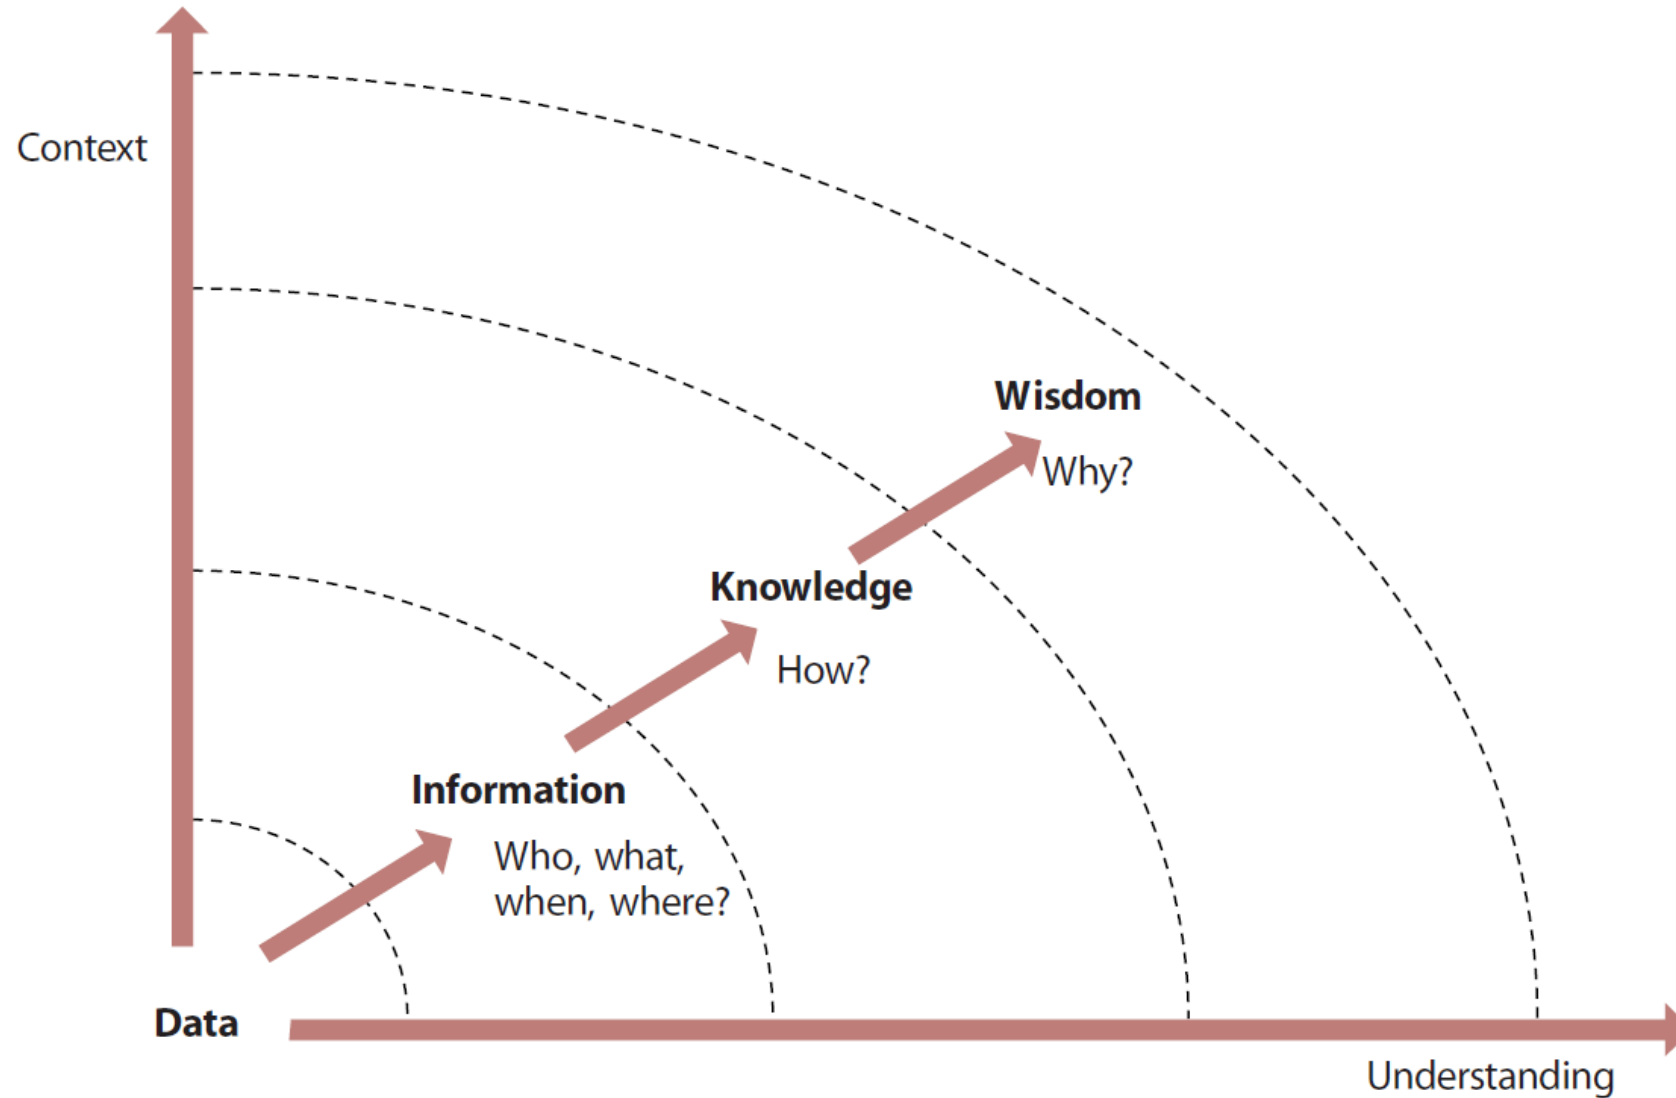 Context
Wisdom
Why?
Knowledge
How?
Information
Who, what,
when, where?
Data
Understanding